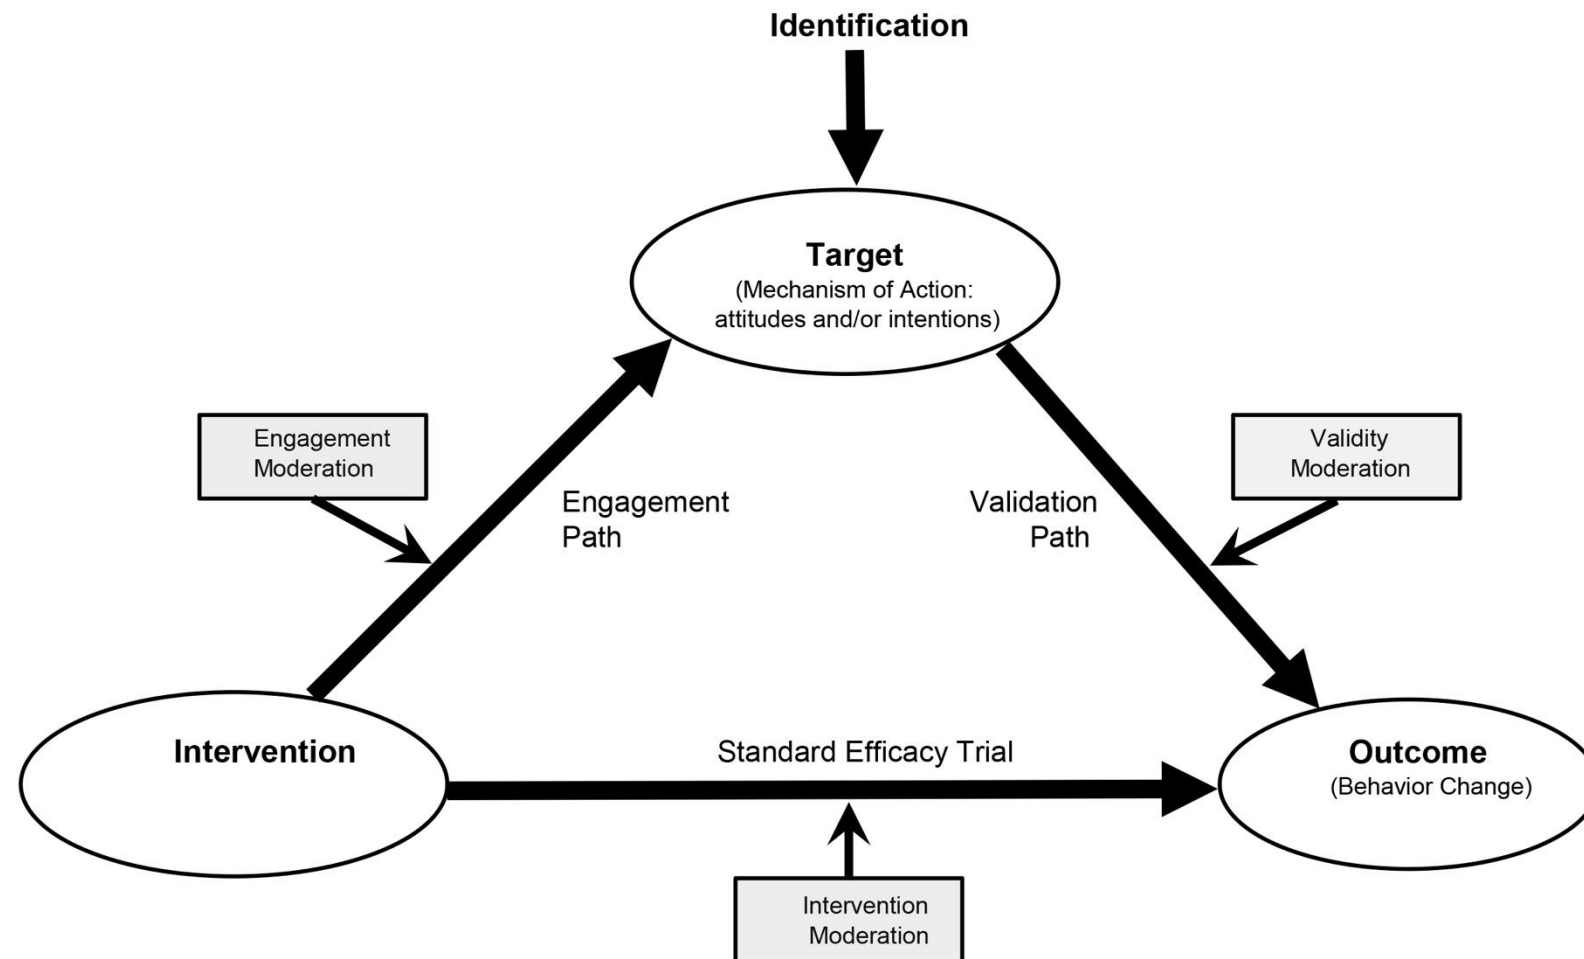 Identification
Target
(Mechanism of Action:
attitudes and/or intentions)
Engagement
Moderation
Validity
Moderation
Engagement
Path
Validation
Path
Intervention
Standard Efficacy Trial
Outcome
(Behavior Change)
Intervention
Moderation